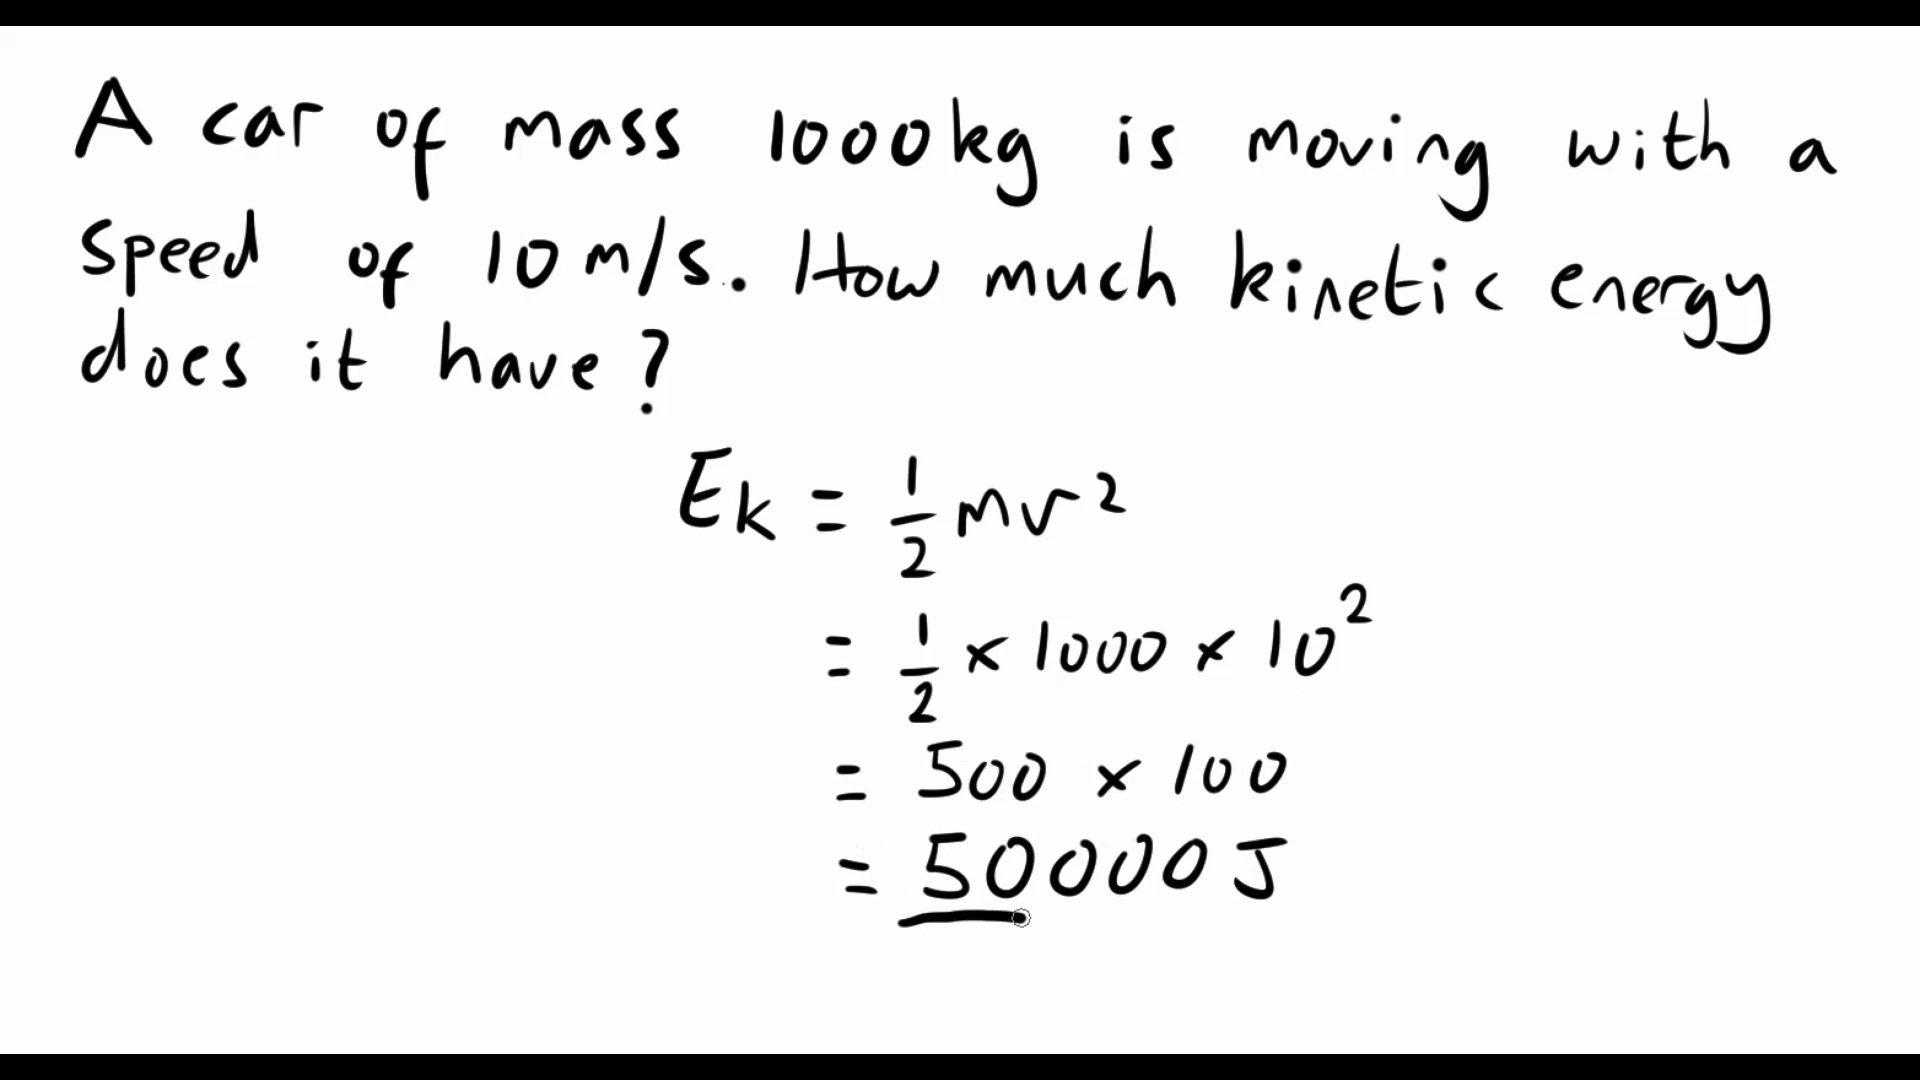 A car of mass 1000kg is moving with a
speed of 10 m/s. How much kinetic energy
does it have?
Ek = 1/2 mv²
= 1/2 × 1000 × 10²
= 500 × 100
= 50000 J